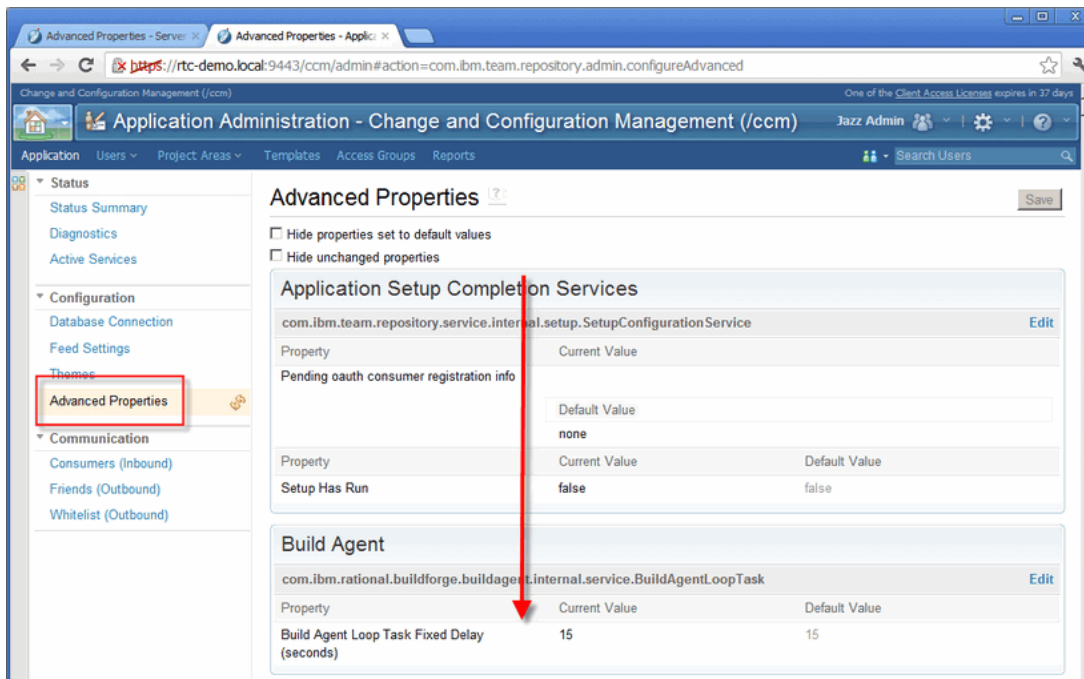 Advanced Properties - Server
Advanced Properties - Applica
https://rtc-demo.local:9443/ccm/admin#action=com.ibm.team.repository.admin.configureAdvanced
Change and Configuration Management (/ccm)
One of the Client Access Licenses expires in 37 days
Application Administration - Change and Configuration Management (/ccm)
Jazz Admin
Application Users Project Areas Templates Access Groups Reports
Search Users
Status
Status Summary
Diagnostics
Active Services
Configuration
Database Connection
Feed Settings
Themes
Advanced Properties
Communication
Consumers (Inbound)
Friends (Outbound)
Whitelist (Outbound)
Advanced Properties ?
Save
Hide properties set to default values
Hide unchanged properties
Application Setup Completion Services
com.ibm.team.repository.service.internal.setup.SetupConfigurationService Edit
Property Current Value
Pending oauth consumer registration info
Default Value
none
Property Current Value Default Value
Setup Has Run false false
Build Agent
com.ibm.rational.buildforge.buildagent.internal.service.BuildAgentLoopTask Edit
Property Current Value Default Value
Build Agent Loop Task Fixed Delay 15 15
(seconds)